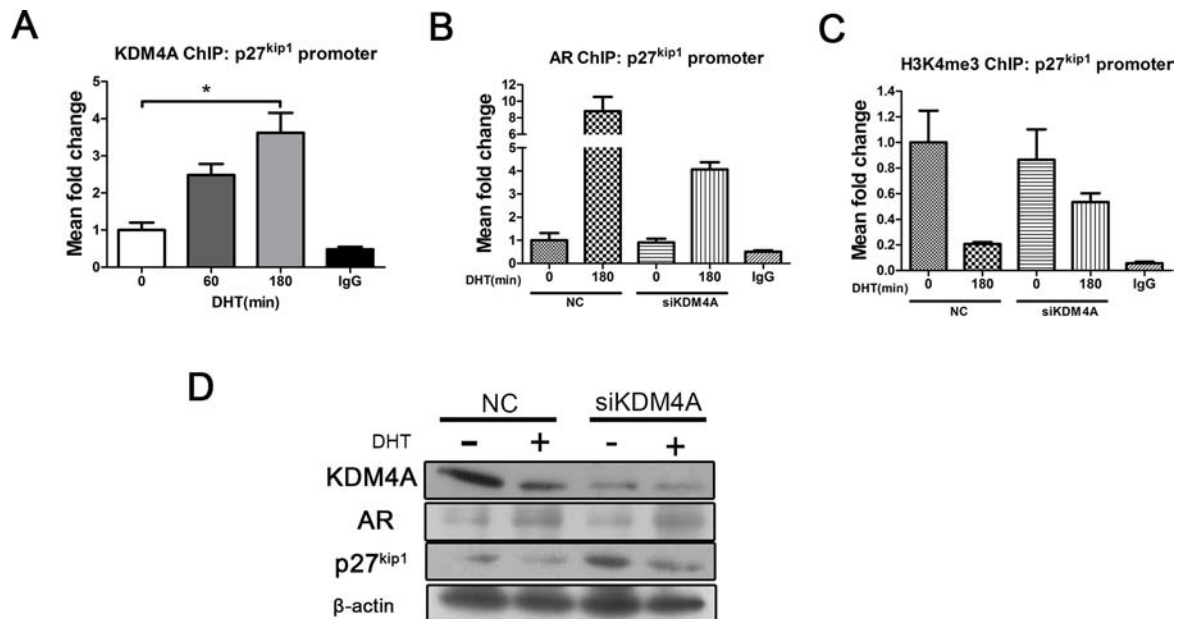 A
KDM4A ChIP: p27kip1 promoter
Mean fold change
5
4
3
2
1
0
*
0 60 180 IgG
DHT(min)
B
AR ChIP: p27kip1 promoter
Mean fold change
12
10
8
6
4
3
2
1
0
DHT(min) 0 180 0 180 IgG
NC siKDM4A
C
H3K4me3 ChIP: p27kip1 promoter
Mean fold change
1.4
1.2
1.0
0.8
0.6
0.4
0.2
0.0
DHT(min) 0 180 0 180 IgG
NC siKDM4A
D
NC siKDM4A
DHT - + - +
KDM4A
AR
p27kip1
β-actin